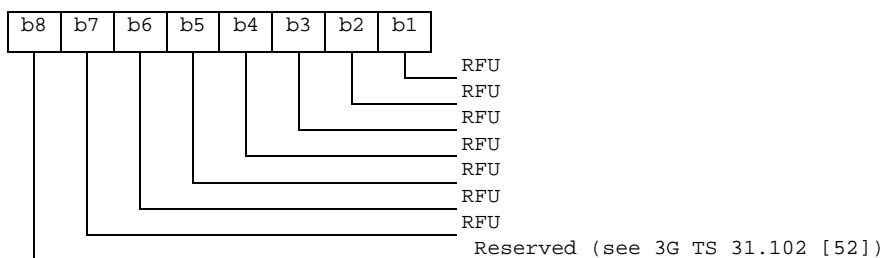 b8 b7 b6 b5 b4 b3 b2 b1
RFU
RFU
RFU
RFU
RFU
RFU
RFU
Reserved (see 3G TS 31.102 [52])